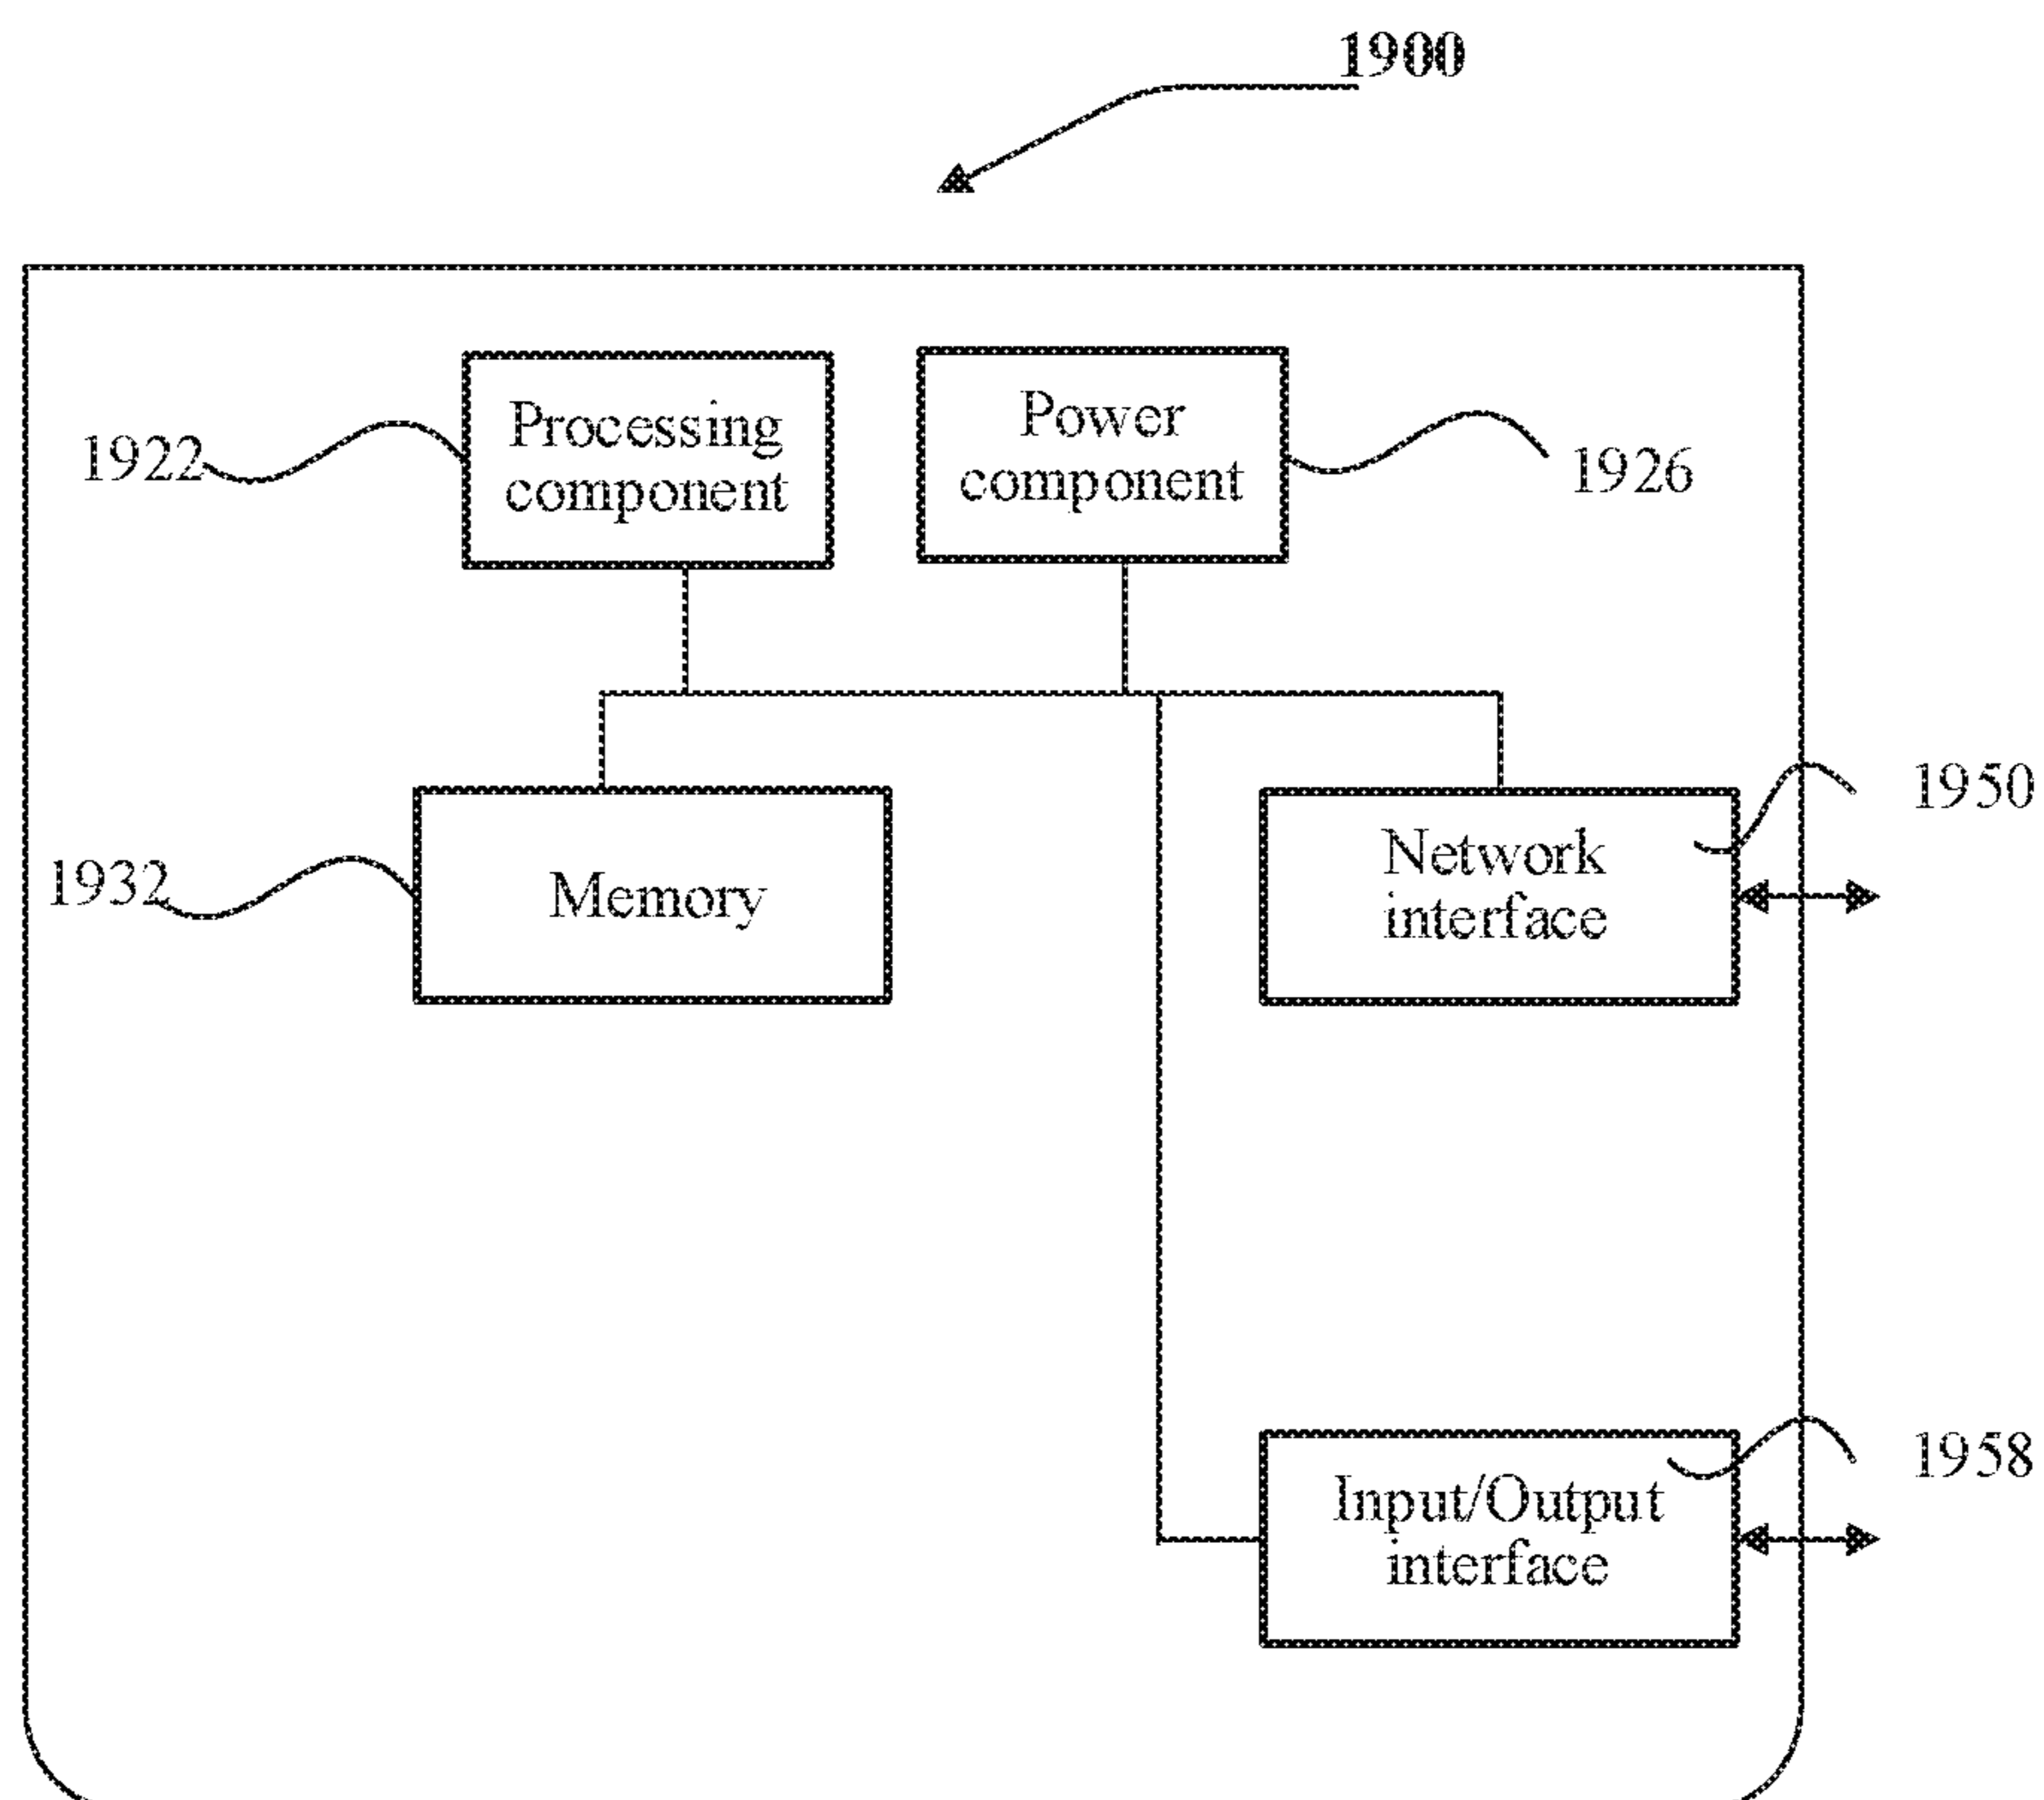 1900
Processing
component
Power
component
1922
1926
1950
Network
interface
1932
Memory
1958
Input/Output
interface